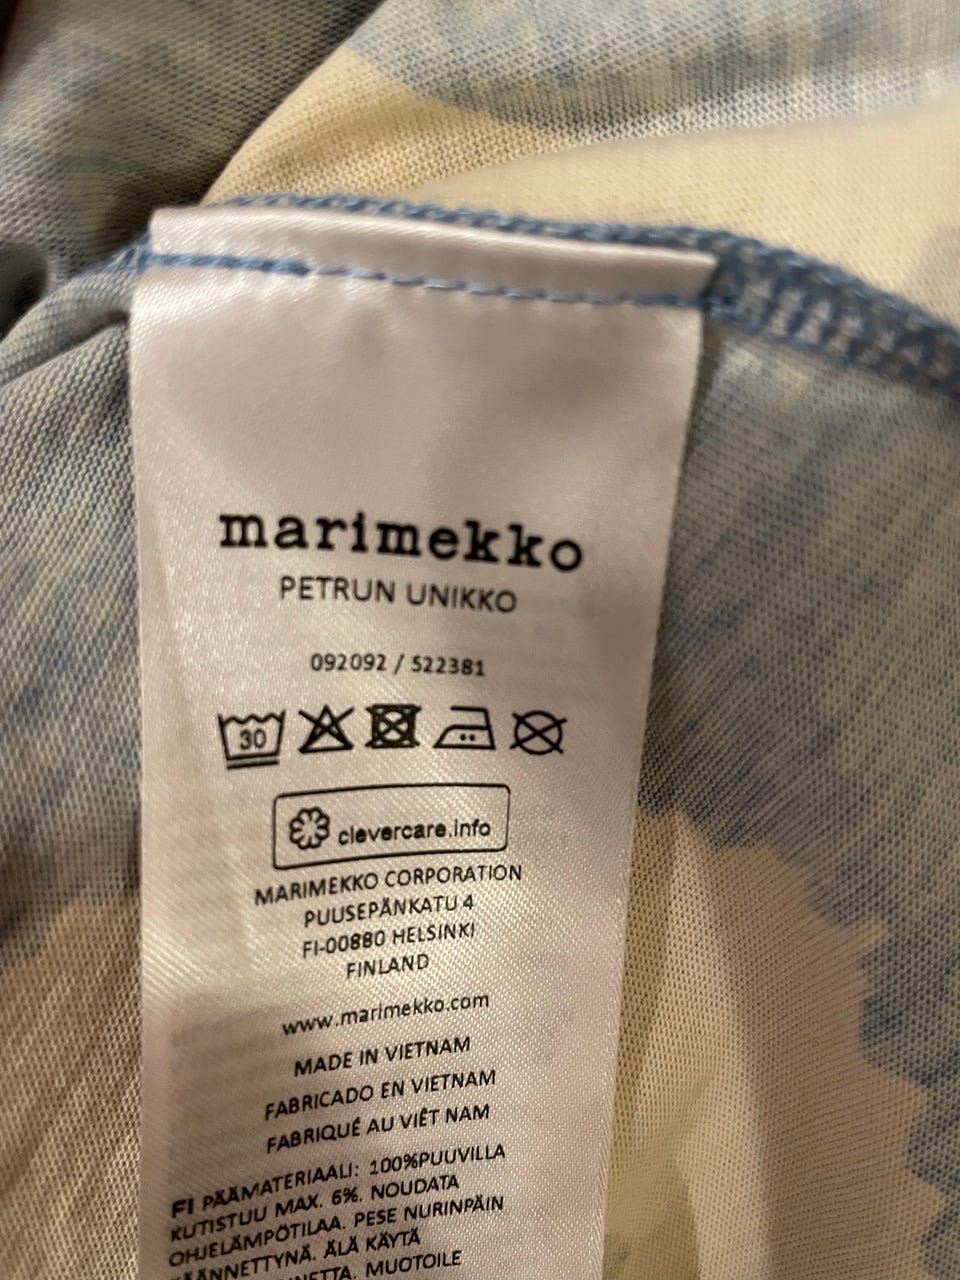 marimekko
PETRUN UNIKKO
092092 / 522381
30
clevercare.info
MARIMEKKO CORPORATION
PUUSEPÄNKATU 4
FI-00880 HELSINKI
FINLAND
www.marimekko.com
MADE IN VIETNAM
FABRICADO EN VIETNAM
FABRIQUÉ AU VIÊT NAM
FI PÄÄMATERIAALI: 100%PUUVILLA
KUTISTUU MAX. 6%. NOUDATA
OHJELÄMPÖTILAA. PESE NURINPÄIN
KÄÄNNETTYNÄ. ÄLÄ KÄYTÄ
MUOTOILE